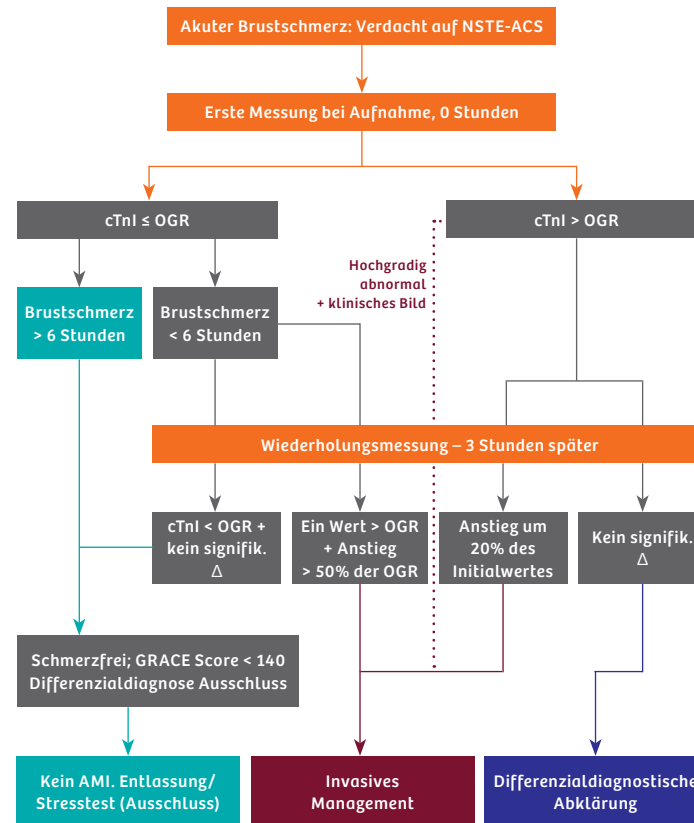 Akuter Brustschmerz: Verdacht auf NSTE-ACS
Erste Messung bei Aufnahme, 0 Stunden
cTnI ≤ OGR
cTnI > OGR
Hochgradig
abnormal
+ klinisches Bild
Brustschmerz
> 6 Stunden
Brustschmerz
< 6 Stunden
Wiederholungsmessung – 3 Stunden später
cTnI < OGR +
kein signifik.
Δ
Ein Wert > OGR
+ Anstieg
> 50% der OGR
Anstieg um
20% des
Initialwertes
Kein signifik.
Δ
Schmerzfrei; GRACE Score < 140
Differenzialdiagnose Ausschluss
Kein AMI. Entlassung/
Stresstest (Ausschluss)
Invasives
Management
Differenzialdiagnostische
Abklärung